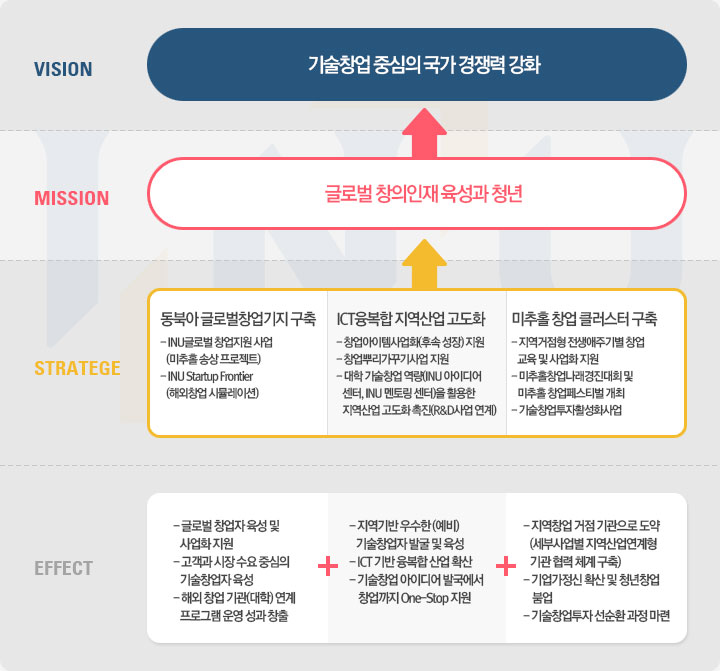 VISION
기술창업 중심의 국가 경쟁력 강화
MISSION
글로벌 창의인재 육성과 청년
STRATEGE
동북아 글로벌창업기지 구축
- INU글로벌 창업지원 사업
(미추홀 송상 프로젝트)
- INU Startup Frontier
(해외창업 시뮬레이션)
ICT융복합 지역산업 고도화
- 창업아이템사업화(후속 성장) 지원
- 창업뿌리가꾸기사업 지원
- 대학 기술창업 역량(INU 아이디어
센터, INU 멘토링 센터)을 활용한
지역산업 고도화 촉진(R&D사업 연계)
미추홀 창업 클러스터 구축
- 지역거점형 전생애주기별 창업
교육 및 사업화 지원
- 미추홀창업나래경진대회 및
미추홀 창업페스티벌 개최
- 기술창업투자활성화사업
EFFECT
- 글로벌 창업자 육성 및
사업화 지원
- 고객과 시장 수요 중심의
기술창업자 육성
- 해외 창업 기관(대학) 연계
프로그램 운영 성과 창출
+
- 지역기반 우수한 (예비)
기술창업자 발굴 및 육성
- ICT 기반 융복합 산업 확산
- 기술창업 아이디어 발국에서
창업까지 One-Stop 지원
+
- 지역창업 거점 기관으로 도약
(세부사업별 지역산업연계형
기관 협력 체계 구축)
- 기업가정신 확산 및 청년창업
붐업
- 기술창업투자 선순환 과정 마련